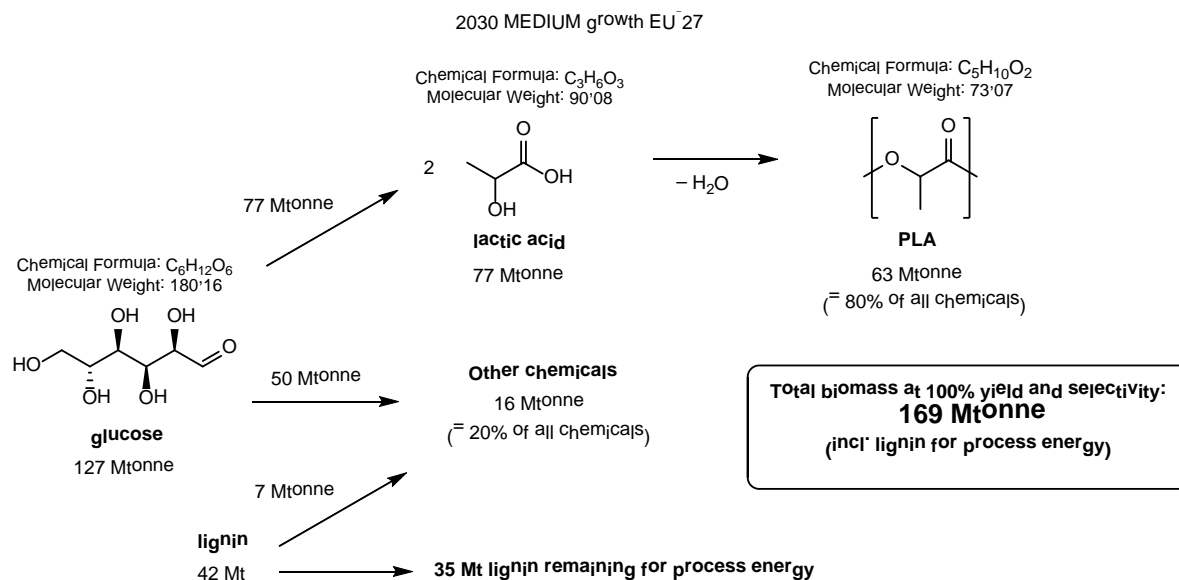 2030 MEDIUM growth EU-27
Chemical Formula: C₃H₆O₃
Molecular Weight: 90'08
Chemical Formula: C₅H₁₀O₂
Molecular Weight: 73'07
O
2
OH
OH
– H₂O
O
O
77 Mtonne
lactic acid
77 Mtonne
PLA
63 Mtonne
(= 80% of all chemicals)
Chemical Formula: C₆H₁₂O₆
Molecular Weight: 180'16
OH
OH
OH
HO
O
OH
OH
glucose
127 Mtonne
50 Mtonne
Other chemicals
16 Mtonne
(= 20% of all chemicals)
Total biomass at 100% yield and selectivity:
169 Mtonne
(incl' lignin for process energy)
7 Mtonne
lignin
42 Mt
35 Mt lignin remaining for process energy